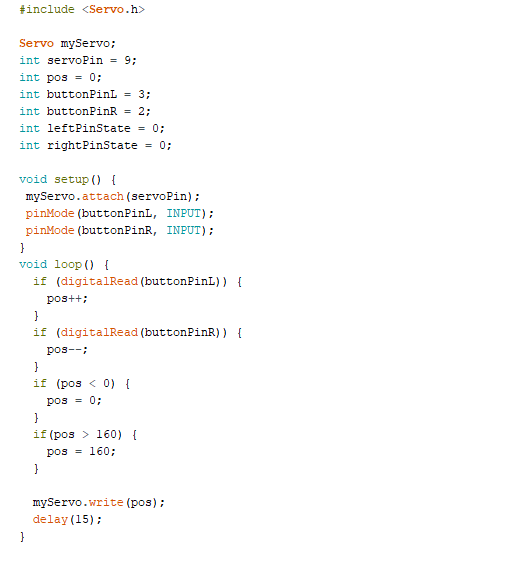 #include <Servo.h>

Servo myServo;
int servoPin = 9;
int pos = 0;
int buttonPinL = 3;
int buttonPinR = 2;
int leftPinState = 0;
int rightPinState = 0;

void setup() {
 myServo.attach(servoPin);
 pinMode(buttonPinL, INPUT);
 pinMode(buttonPinR, INPUT);
}
void loop() {
  if (digitalRead(buttonPinL)) {
    pos++;
  }
  if (digitalRead(buttonPinR)) {
    pos--;
  }
  if (pos < 0) {
    pos = 0;
  }
  if(pos > 160) {
    pos = 160;
  }

  myServo.write(pos);
  delay(15);
}